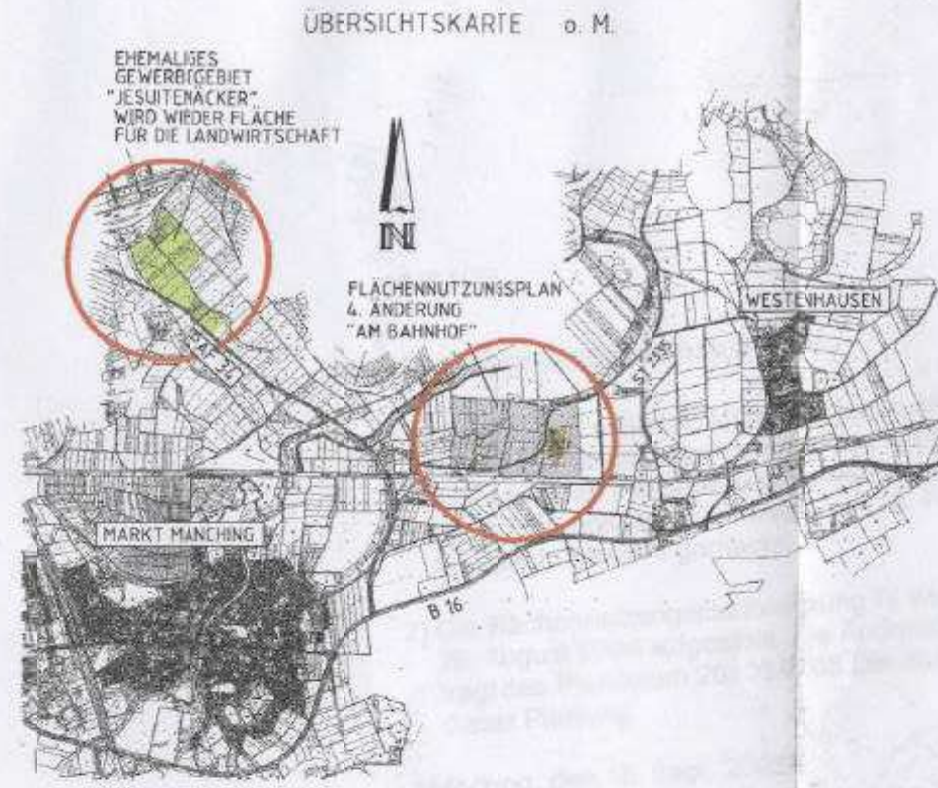 ÜBERSICHTSKARTE o. M.
EHEMALIGES
GEWERBEGEBIET
"JESUITENÄCKER"
WIRD WIEDER FLÄCHE
FÜR DIE LANDWIRTSCHAFT
N
FLÄCHENNUTZUNGSPLAN
4. ÄNDERUNG
"AM BAHNHOF"
WESTENHAUSEN
MARKT MANCHING
B 16